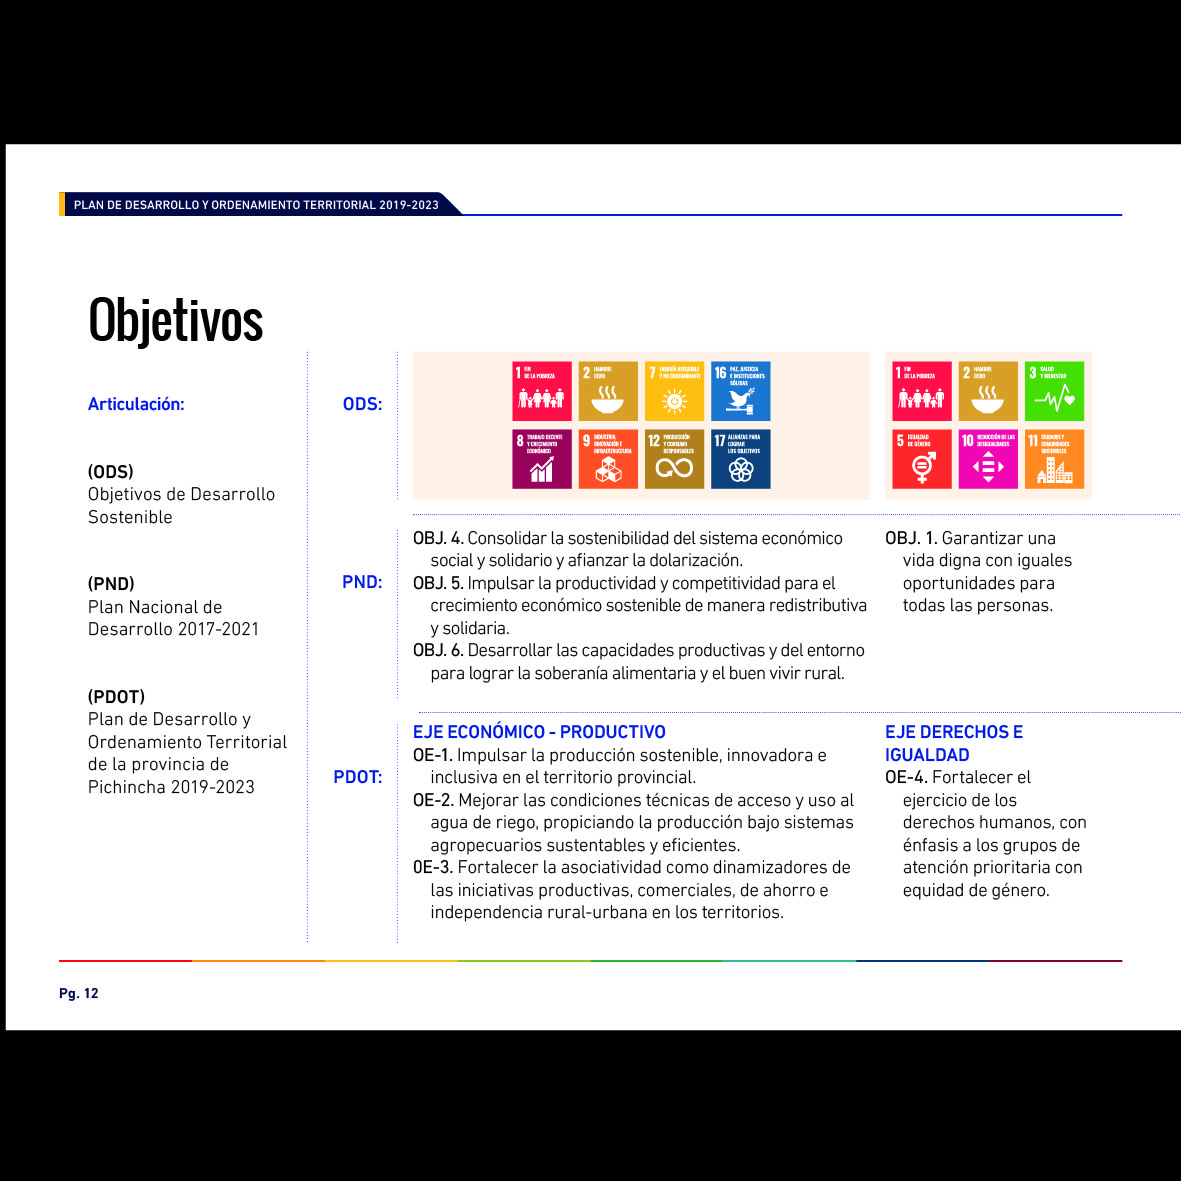 PLAN DE DESARROLLO Y ORDENAMIENTO TERRITORIAL 2019-2023
Objetivos
Articulación:
(ODS)
Objetivos de Desarrollo
Sostenible
(PND)
Plan Nacional de
Desarrollo 2017-2021
(PDOT)
Plan de Desarrollo y
Ordenamiento Territorial
de la provincia de
Pichincha 2019-2023
ODS:
1 FIN
DE LA POBREZA
2 HAMBRE
CERO
7 ENERGÍA ASEQUIBLE
Y NO CONTAMINANTE
16 PAZ, JUSTICIA
E INSTITUCIONES
SÓLIDAS
8 TRABAJO DECENTE
Y CRECIMIENTO
ECONÓMICO
9 INDUSTRIA,
INNOVACIÓN E
INFRAESTRUCTURA
12 PRODUCCIÓN
Y CONSUMO
RESPONSABLES
17 ALIANZAS PARA
LOGRAR
LOS OBJETIVOS
1 FIN
DE LA POBREZA
2 HAMBRE
CERO
3 SALUD
Y BIENESTAR
5 IGUALDAD
DE GÉNERO
10 REDUCCIÓN DE LAS
DESIGUALDADES
11 CIUDADES Y
COMUNIDADES
SOSTENIBLES
PND:
OBJ. 4. Consolidar la sostenibilidad del sistema económico
social y solidario y afianzar la dolarización.
OBJ. 5. Impulsar la productividad y competitividad para el
crecimiento económico sostenible de manera redistributiva
y solidaria.
OBJ. 6. Desarrollar las capacidades productivas y del entorno
para lograr la soberanía alimentaria y el buen vivir rural.
OBJ. 1. Garantizar una
vida digna con iguales
oportunidades para
todas las personas.
PDOT:
EJE ECONÓMICO - PRODUCTIVO
OE-1. Impulsar la producción sostenible, innovadora e
inclusiva en el territorio provincial.
OE-2. Mejorar las condiciones técnicas de acceso y uso al
agua de riego, propiciando la producción bajo sistemas
agropecuarios sustentables y eficientes.
0E-3. Fortalecer la asociatividad como dinamizadores de
las iniciativas productivas, comerciales, de ahorro e
independencia rural-urbana en los territorios.
EJE DERECHOS E
IGUALDAD
OE-4. Fortalecer el
ejercicio de los
derechos humanos, con
énfasis a los grupos de
atención prioritaria con
equidad de género.
Pg. 12